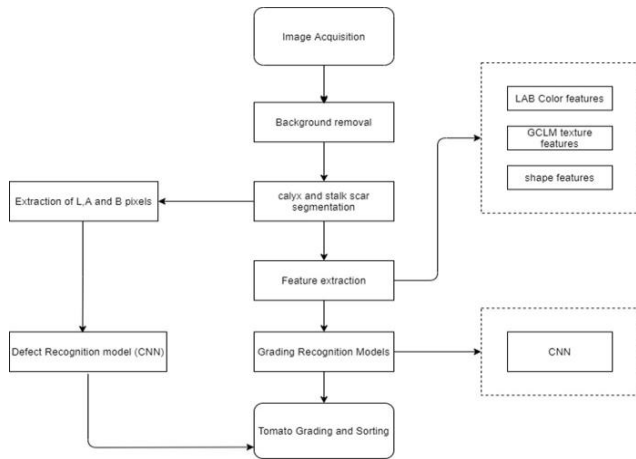 Image Acquisition
LAB Color features
Background removal
GCLM texture
features
shape features
Extraction of L,A and B pixels
calyx and stalk scar
segmentation
Feature extraction
Defect Recognition model (CNN)
Grading Recognition Models
CNN
Tomato Grading and Sorting